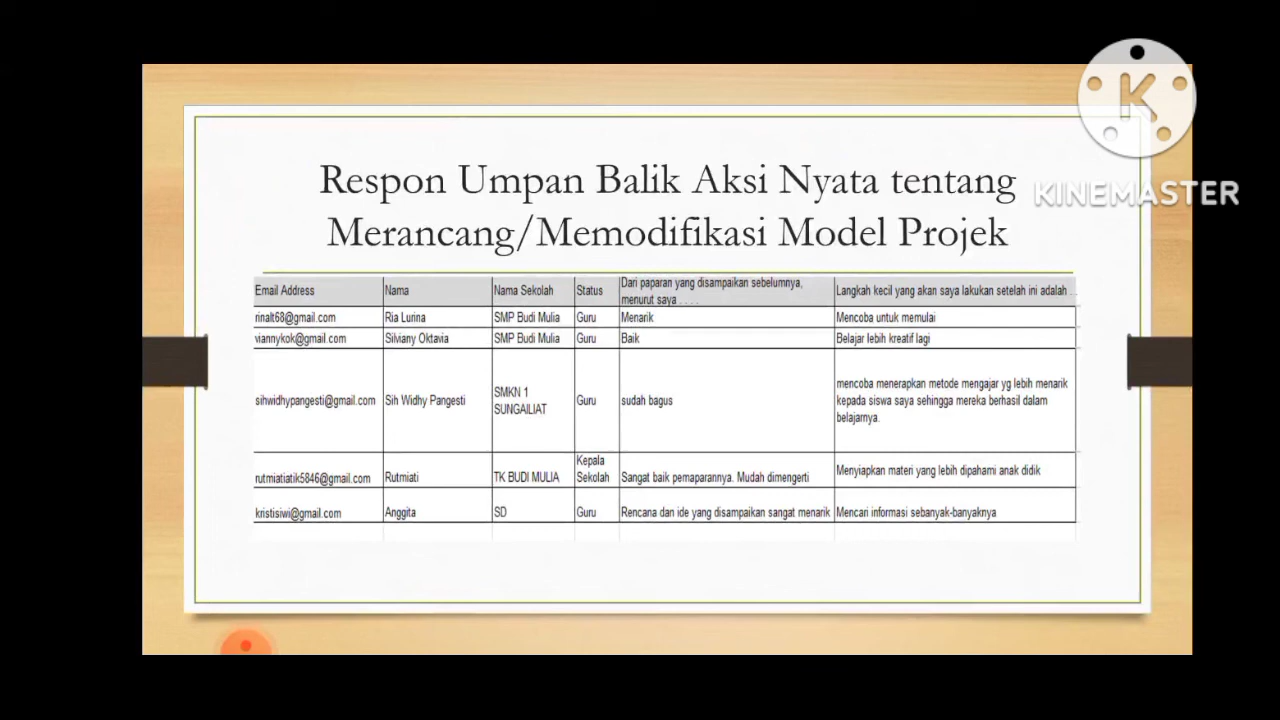 KINEMASTER
Respon Umpan Balik Aksi Nyata tentang
Merancang/Memodifikasi Model Projek
Email Address Nama Nama Sekolah Status Dari paparan yang disampaikan sebelumnya, menurut saya . . . . Langkah kecil yang akan saya lakukan setelah ini adalah . .
rinalt68@gmail.com Ria Lurina SMP Budi Mulia Guru Menarik Mencoba untuk memulai
viannykok@gmail.com Silviany Oktavia SMP Budi Mulia Guru Baik Belajar lebih kreatif lagi
sihwidhypangesti@gmail.com Sih Widhy Pangesti SMKN 1 SUNGAILIAT Guru sudah bagus mencoba menerapkan metode mengajar yg lebih menarik kepada siswa saya sehingga mereka berhasil dalam belajarnya.
rutmiatiatik5846@gmail.com Rutmiati TK BUDI MULIA Kepala Sekolah Sangat baik pemaparannya. Mudah dimengerti Menyiapkan materi yang lebih dipahami anak didik
kristisiwi@gmail.com Anggita SD Guru Rencana dan ide yang disampaikan sangat menarik Mencari informasi sebanyak-banyaknya